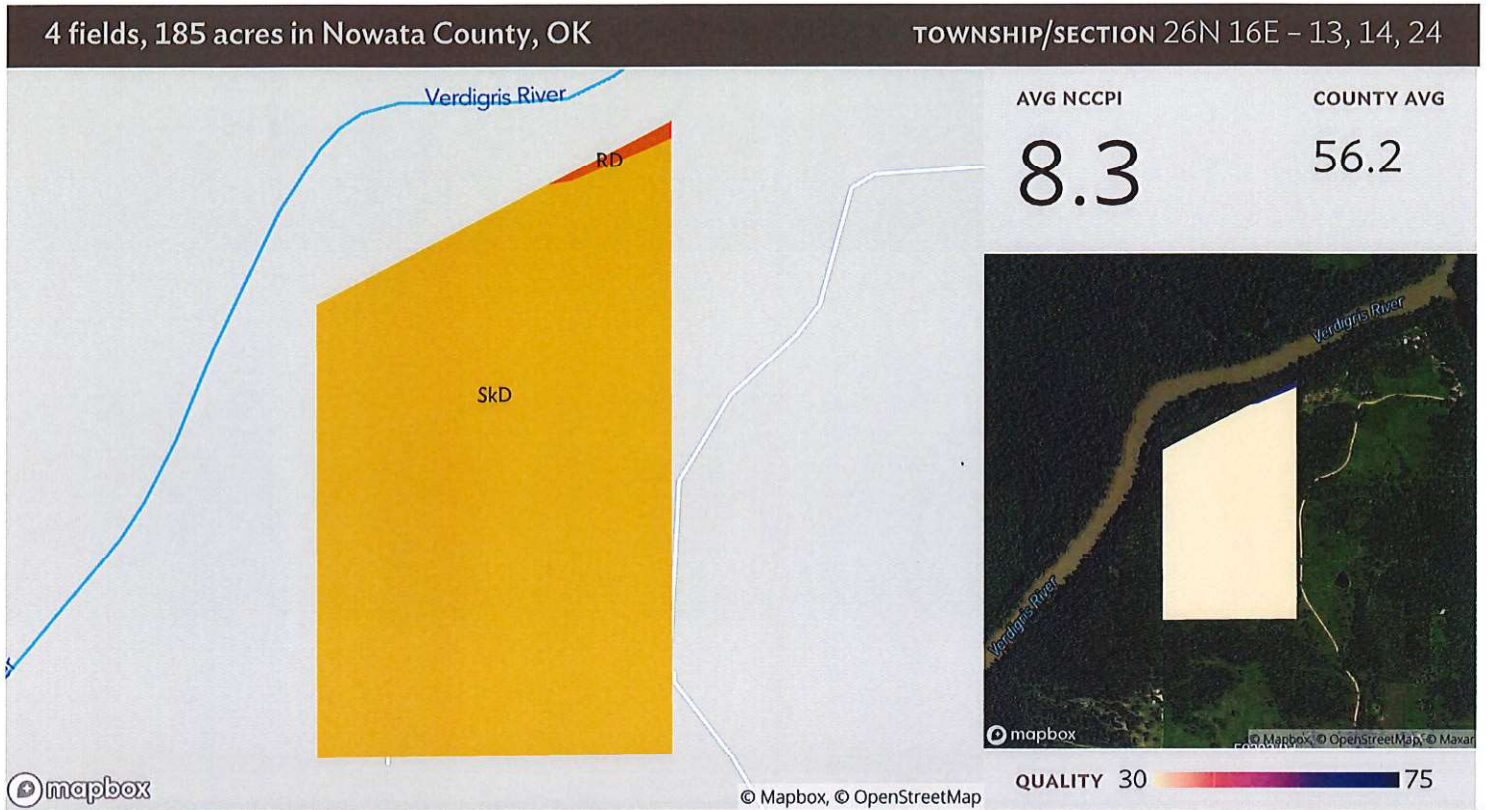 4 fields, 185 acres in Nowata County, OK
TOWNSHIP/SECTION 26N 16E – 13, 14, 24
Verdigris River
RD
SkD
mapbox
© Mapbox, © OpenStreetMap
AVG NCCPI
COUNTY AVG
8.3
56.2
Verdigris River
Verdigris River
mapbox
© Mapbox, © OpenStreetMap, © Maxar
QUALITY 30
75